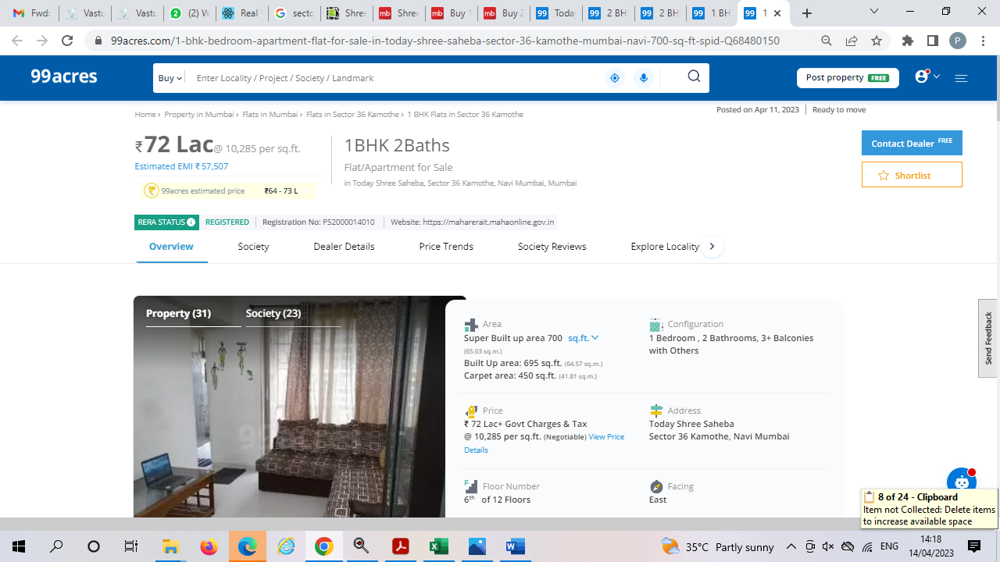 Fwd:
Vastu
Vastu
(2) W
Real
secto
Shree
Shree
Buy 1
Buy 2
Today
2 BH
2 BH
1 BH
1
99acres.com/1-bhk-bedroom-apartment-flat-for-sale-in-today-shree-saheba-sector-36-kamothe-mumbai-navi-700-sq-ft-spid-Q68480150
P
99acres
Buy
Enter Locality / Project / Society / Landmark
Post property FREE
Home › Property in Mumbai › Flats in Mumbai › Flats in Sector 36 Kamothe › 1 BHK Flats in Sector 36 Kamothe
Posted on Apr 11, 2023 | Ready to move
₹72 Lac @ 10,285 per sq.ft.
Estimated EMI ₹ 57,507
99acres estimated price ₹64 - 73 L
1BHK 2Baths
Flat/Apartment for Sale
in Today Shree Saheba, Sector 36 Kamothe, Navi Mumbai, Mumbai
Contact Dealer FREE
Shortlist
RERA STATUS i REGISTERED | Registration No: P52000014010 | Website: https://maharerait.mahaonline.gov.in
Overview Society Dealer Details Price Trends Society Reviews Explore Locality
Property (31) Society (23)
Area
Super Built up area 700 sq.ft.
(65.03 sq.m.)
Built Up area: 695 sq.ft. (64.57 sq.m.)
Carpet area: 450 sq.ft. (41.81 sq.m.)
Configuration
1 Bedroom , 2 Bathrooms, 3+ Balconies
with Others
Price
₹ 72 Lac+ Govt Charges & Tax
@ 10,285 per sq.ft. (Negotiable) View Price
Details
Address
Today Shree Saheba
Sector 36 Kamothe, Navi Mumbai
Floor Number
6th of 12 Floors
Facing
East
Send Feedback
8 of 24 - Clipboard
Item not Collected: Delete items
to increase available space
35°C Partly sunny
ENG
14:18
14/04/2023